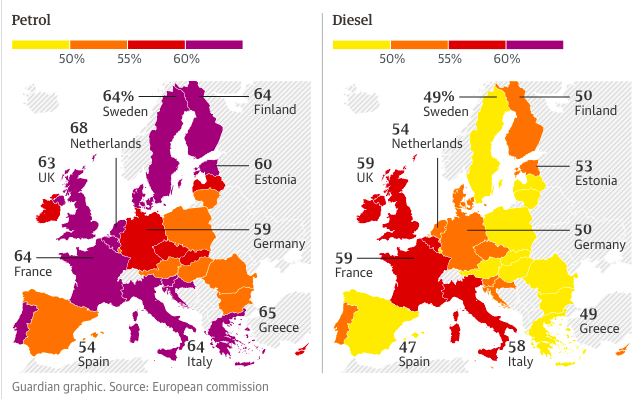 Petrol
50%
55%
60%
64%
Sweden
64
Finland
68
Netherlands
63
UK
60
Estonia
59
Germany
64
France
65
Greece
54
Spain
64
Italy
Diesel
50%
55%
60%
49%
Sweden
50
Finland
54
Netherlands
59
UK
53
Estonia
50
Germany
59
France
49
Greece
47
Spain
58
Italy
Guardian graphic. Source: European commission